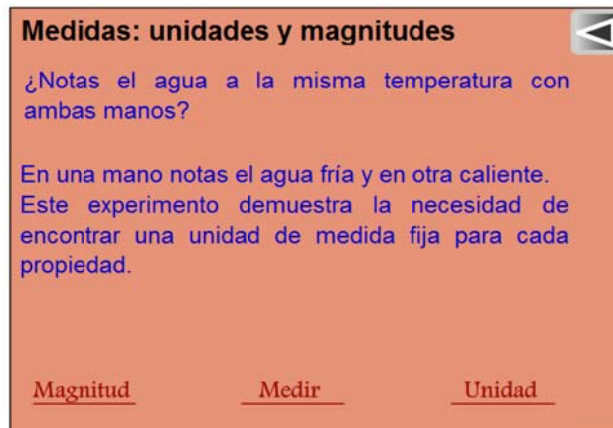 Medidas: unidades y magnitudes
¿Notas el agua a la misma temperatura con
ambas manos?
En una mano notas el agua fría y en otra caliente.
Este experimento demuestra la necesidad de
encontrar una unidad de medida fija para cada
propiedad.
Magnitud Medir Unidad